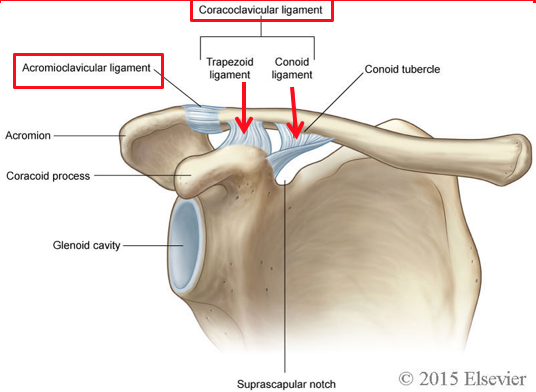 Coracoclavicular ligament
Trapezoid
ligament
Conoid
ligament
Acromioclavicular ligament
Conoid tubercle
Acromion
Coracoid process
Glenoid cavity
Suprascapular notch
© 2015 Elsevier